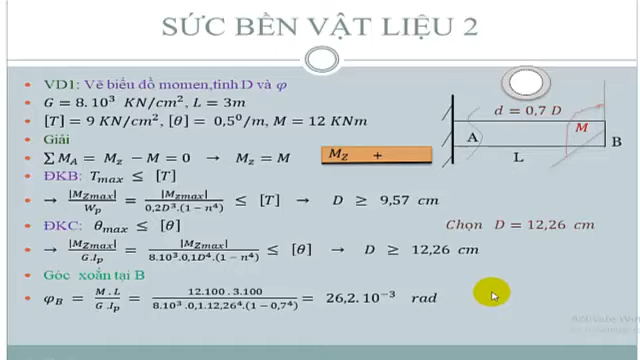 SỨC BỀN VẬT LIỆU 2
VD1: Vẽ biểu đồ momen,tính D và φ
G = 8.10³ KN/cm², L = 3m
[T] = 9 KN/cm², [θ] = 0,5⁰/m, M = 12 KNm
Giải
∑ M_A = M_z − M = 0 → M_z = M
ĐKB: T_max ≤ [T]
→ |M_Zmax| / W_p = |M_zmax| / 0,2D³.(1−n⁴) ≤ [T] → D ≥ 9,57 cm
ĐKC: θ_max ≤ [θ]
→ |M_Zmax| / G.I_p = |M_Zmax| / 8.10³.0,1D⁴.(1−n⁴) ≤ [θ] → D ≥ 12,26 cm
Góc xoắn tại B
φ_B = M.L / G.I_p = 12.100.3.100 / 8.10³.0,1.12,26⁴.(1−0,7⁴) = 26,2.10⁻³ rad
d = 0,7 D
M
A
B
L
M_Z +
Chọn D = 12,26 cm
Activate Win